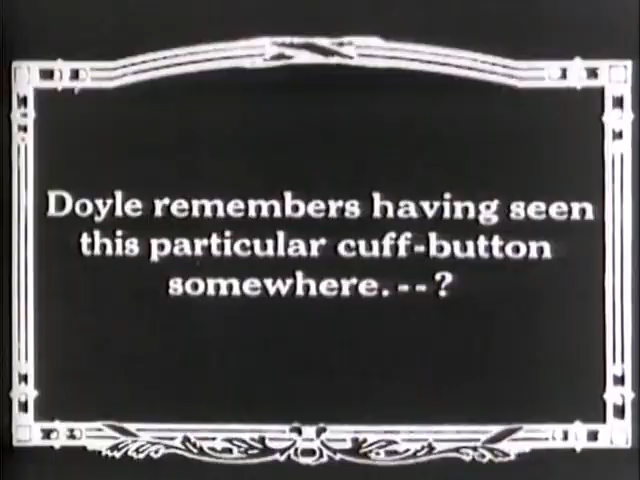 Doyle remembers having seen
this particular cuff-button
somewhere.--?